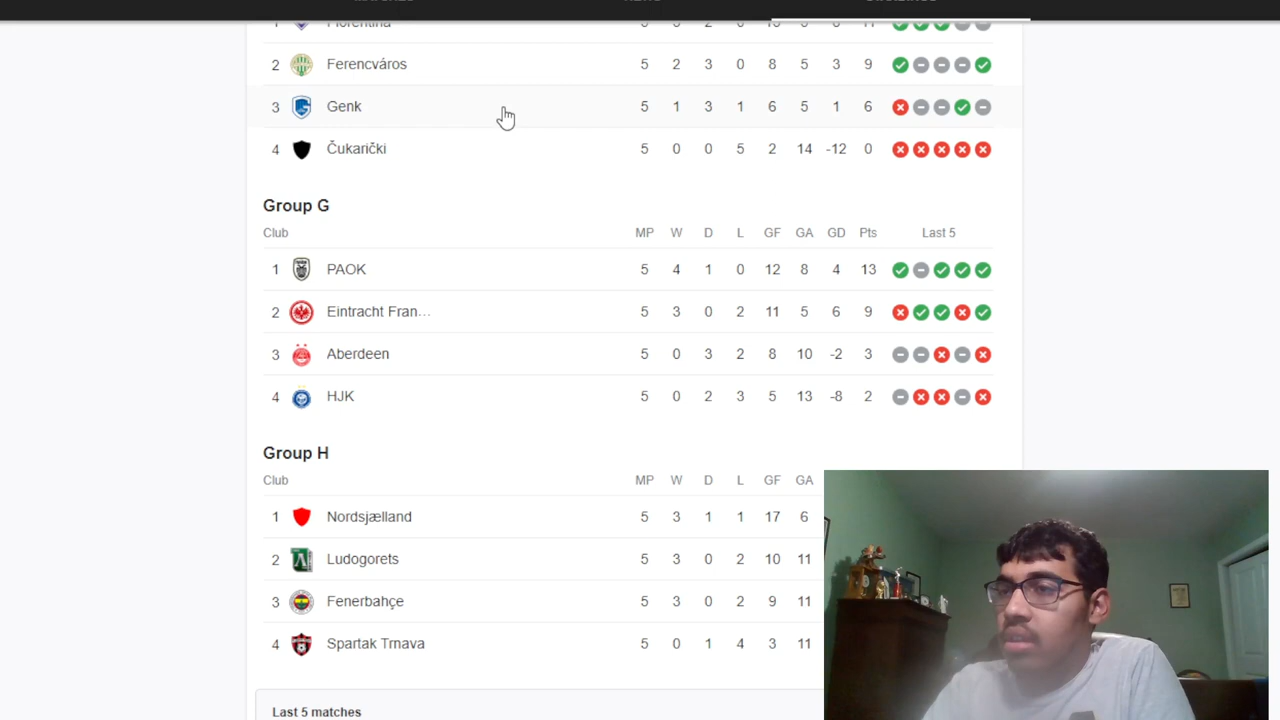 2 Ferencváros 5 2 3 0 8 5 3 9
3 Genk 5 1 3 1 6 5 1 6
4 Čukarički 5 0 0 5 2 14 -12 0
Group G
Club MP W D L GF GA GD Pts Last 5
1 PAOK 5 4 1 0 12 8 4 13
2 Eintracht Fran... 5 3 0 2 11 5 6 9
3 Aberdeen 5 0 3 2 8 10 -2 3
4 HJK 5 0 2 3 5 13 -8 2
Group H
Club MP W D L GF GA
1 Nordsjælland 5 3 1 1 17 6
2 Ludogorets 5 3 0 2 10 11
3 Fenerbahçe 5 3 0 2 9 11
4 Spartak Trnava 5 0 1 4 3 11
Last 5 matches